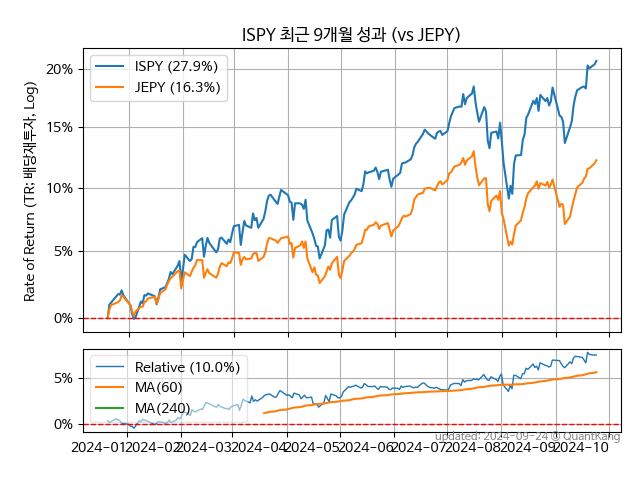 ISPY 최근 9개월 성과 (vs JEPY)
Rate of Return (TR: 배당재투자, Log)
20%
15%
10%
5%
0%
ISPY (27.9%)
JEPY (16.3%)
5%
0%
Relative (10.0%)
MA(60)
MA(240)
2024-01 2024-02 2024-03 2024-04 2024-05 2024-06 2024-07 2024-08 2024-09 2024-10
updated: 2024-09-24 @ QuantKang